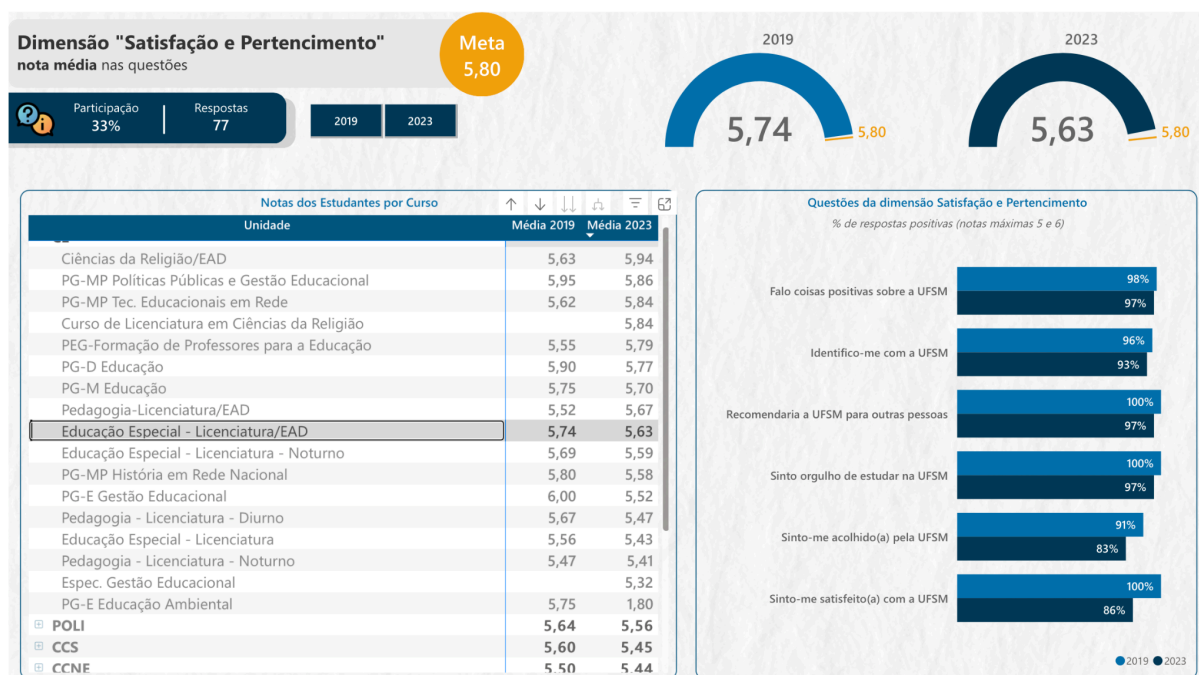 Dimensão "Satisfação e Pertencimento"
nota média nas questões
Meta
5,80
Participação
33%
Respostas
77
2019
2023
2019
5,74
5,80
2023
5,63
5,80
Notas dos Estudantes por Curso
Unidade Média 2019 Média 2023
Ciências da Religião/EAD 5,63 5,94
PG-MP Políticas Públicas e Gestão Educacional 5,95 5,86
PG-MP Tec. Educacionais em Rede 5,62 5,84
Curso de Licenciatura em Ciências da Religião 5,84
PEG-Formação de Professores para a Educação 5,55 5,79
PG-D Educação 5,90 5,77
PG-M Educação 5,75 5,70
Pedagogia-Licenciatura/EAD 5,52 5,67
Educação Especial - Licenciatura/EAD 5,74 5,63
Educação Especial - Licenciatura - Noturno 5,69 5,59
PG-MP História em Rede Nacional 5,80 5,58
PG-E Gestão Educacional 6,00 5,52
Pedagogia - Licenciatura - Diurno 5,67 5,47
Educação Especial - Licenciatura 5,56 5,43
Pedagogia - Licenciatura - Noturno 5,47 5,41
Espec. Gestão Educacional 5,32
PG-E Educação Ambiental 5,75 1,80
POLI 5,64 5,56
CCS 5,60 5,45
CCNE 5,50 5,44
Questões da dimensão Satisfação e Pertencimento
% de respostas positivas (notas máximas 5 e 6)
Falo coisas positivas sobre a UFSM
98%
97%
Identifico-me com a UFSM
96%
93%
Recomendaria a UFSM para outras pessoas
100%
97%
Sinto orgulho de estudar na UFSM
100%
97%
Sinto-me acolhido(a) pela UFSM
91%
83%
Sinto-me satisfeito(a) com a UFSM
100%
86%
2019 2023